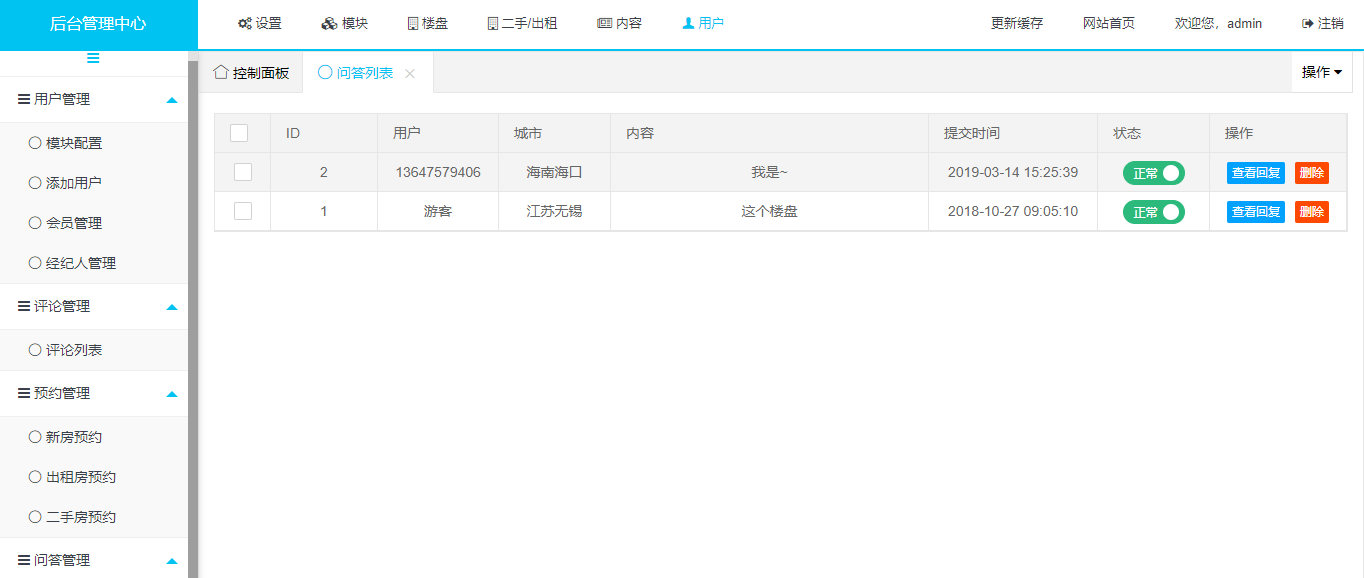 后台管理中心
设置 模块 楼盘 二手/出租 内容 用户 更新缓存 网站首页 欢迎您，admin 注销
控制面板 问答列表 操作
用户管理
模块配置
添加用户
会员管理
经纪人管理
评论管理
评论列表
预约管理
新房预约
出租房预约
二手房预约
问答管理
ID 用户 城市 内容 提交时间 状态 操作
2 13647579406 海南海口 我是~ 2019-03-14 15:25:39 正常 查看回复 删除
1 游客 江苏无锡 这个楼盘 2018-10-27 09:05:10 正常 查看回复 删除